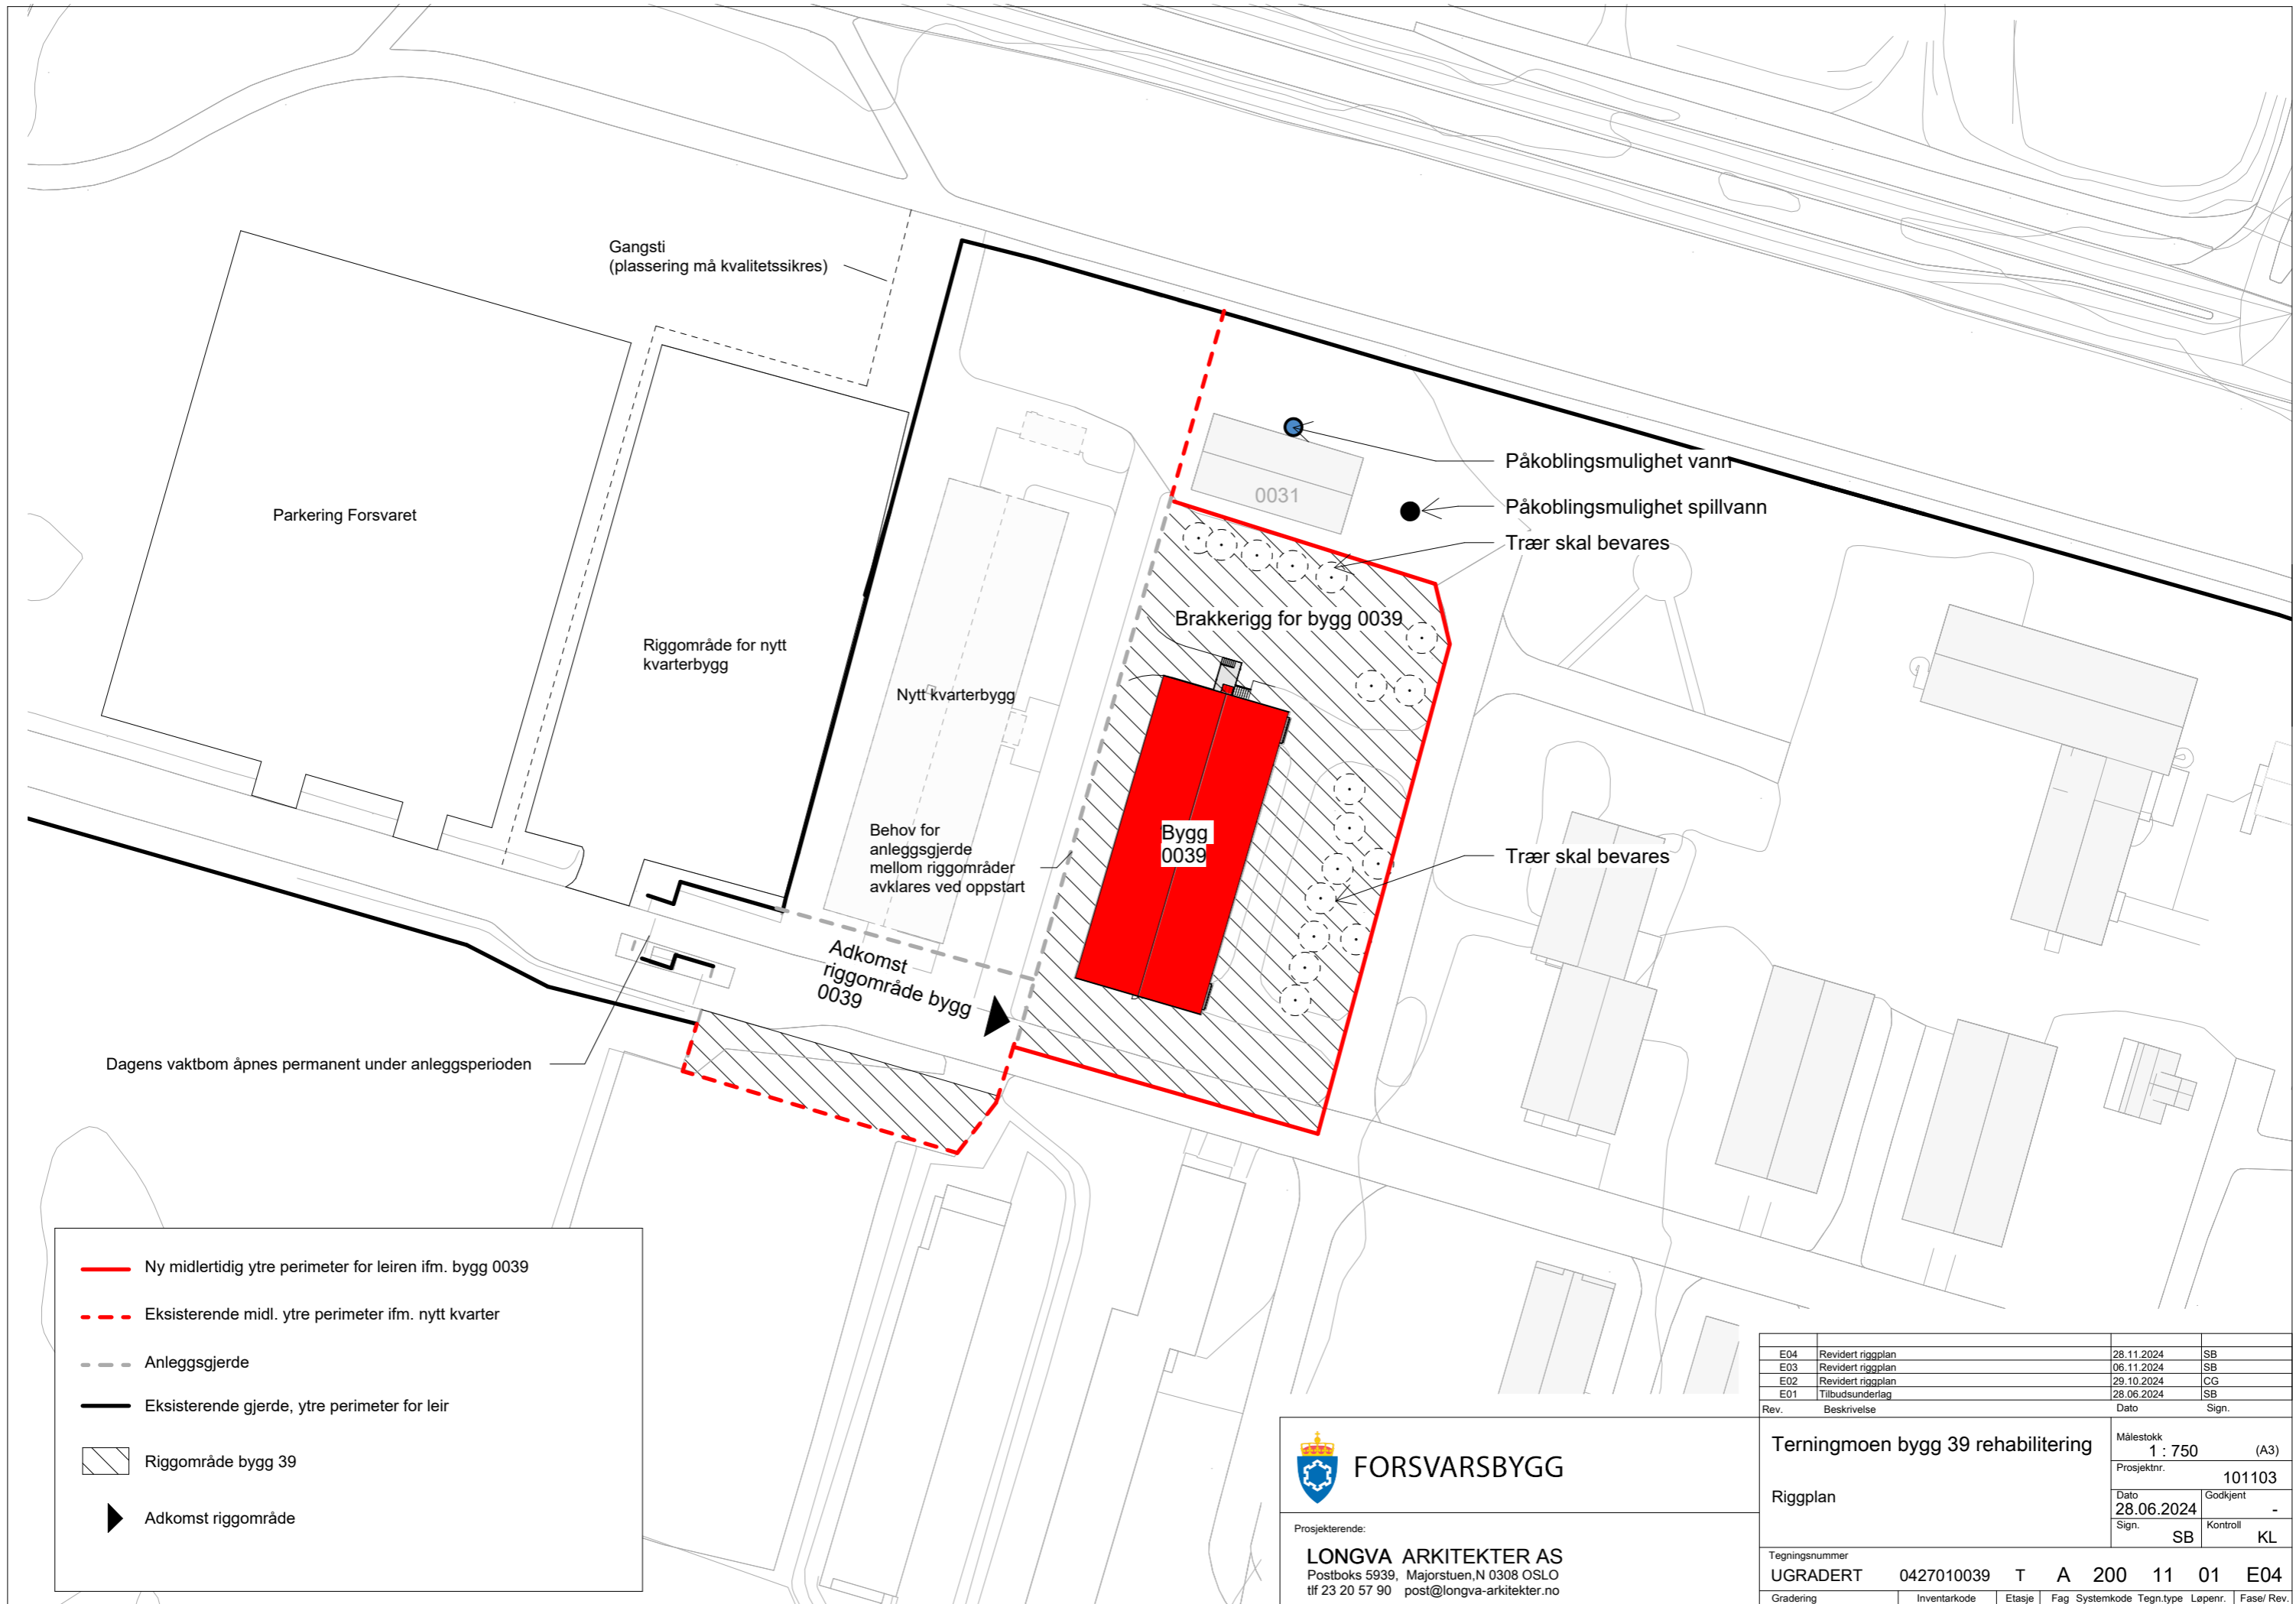 Gangsti
(plassering må kvalitetssikres)
Parkering Forsvaret
Riggområde for nytt
kvarterbygg
Nytt kvarterbygg
0031
Påkoblingsmulighet vann
Påkoblingsmulighet spillvann
Trær skal bevares
Brakkerigg for bygg 0039
Behov for
anleggsgjerde
mellom riggområder
avklares ved oppstart
Bygg
0039
Trær skal bevares
Adkomst
riggområde bygg
0039
Dagens vaktbom åpnes permanent under anleggsperioden
Ny midlertidig ytre perimeter for leiren ifm. bygg 0039
Eksisterende midl. ytre perimeter ifm. nytt kvarter
Anleggsgjerde
Eksisterende gjerde, ytre perimeter for leir
Riggområde bygg 39
Adkomst riggområde
E04 Revidert riggplan 28.11.2024 SB
E03 Revidert riggplan 06.11.2024 SB
E02 Revidert riggplan 29.10.2024 CG
E01 Tilbudsunderlag 28.06.2024 SB
Rev. Beskrivelse Dato Sign.
FORSVARSBYGG
Prosjekterende:
LONGVA ARKITEKTER AS
Postboks 5939, Majorstuen,N 0308 OSLO
tlf 23 20 57 90 post@longva-arkitekter.no
Terningmoen bygg 39 rehabilitering
Riggplan
Målestokk
1 : 750 (A3)
Prosjektnr.
101103
Dato Godkjent
28.06.2024 -
Sign. Kontroll
SB KL
Tegningsnummer
UGRADERT 0427010039 T A 200 11 01 E04
Gradering Inventarkode Etasje Fag Systemkode Tegn.type Løpenr. Fase/ Rev.